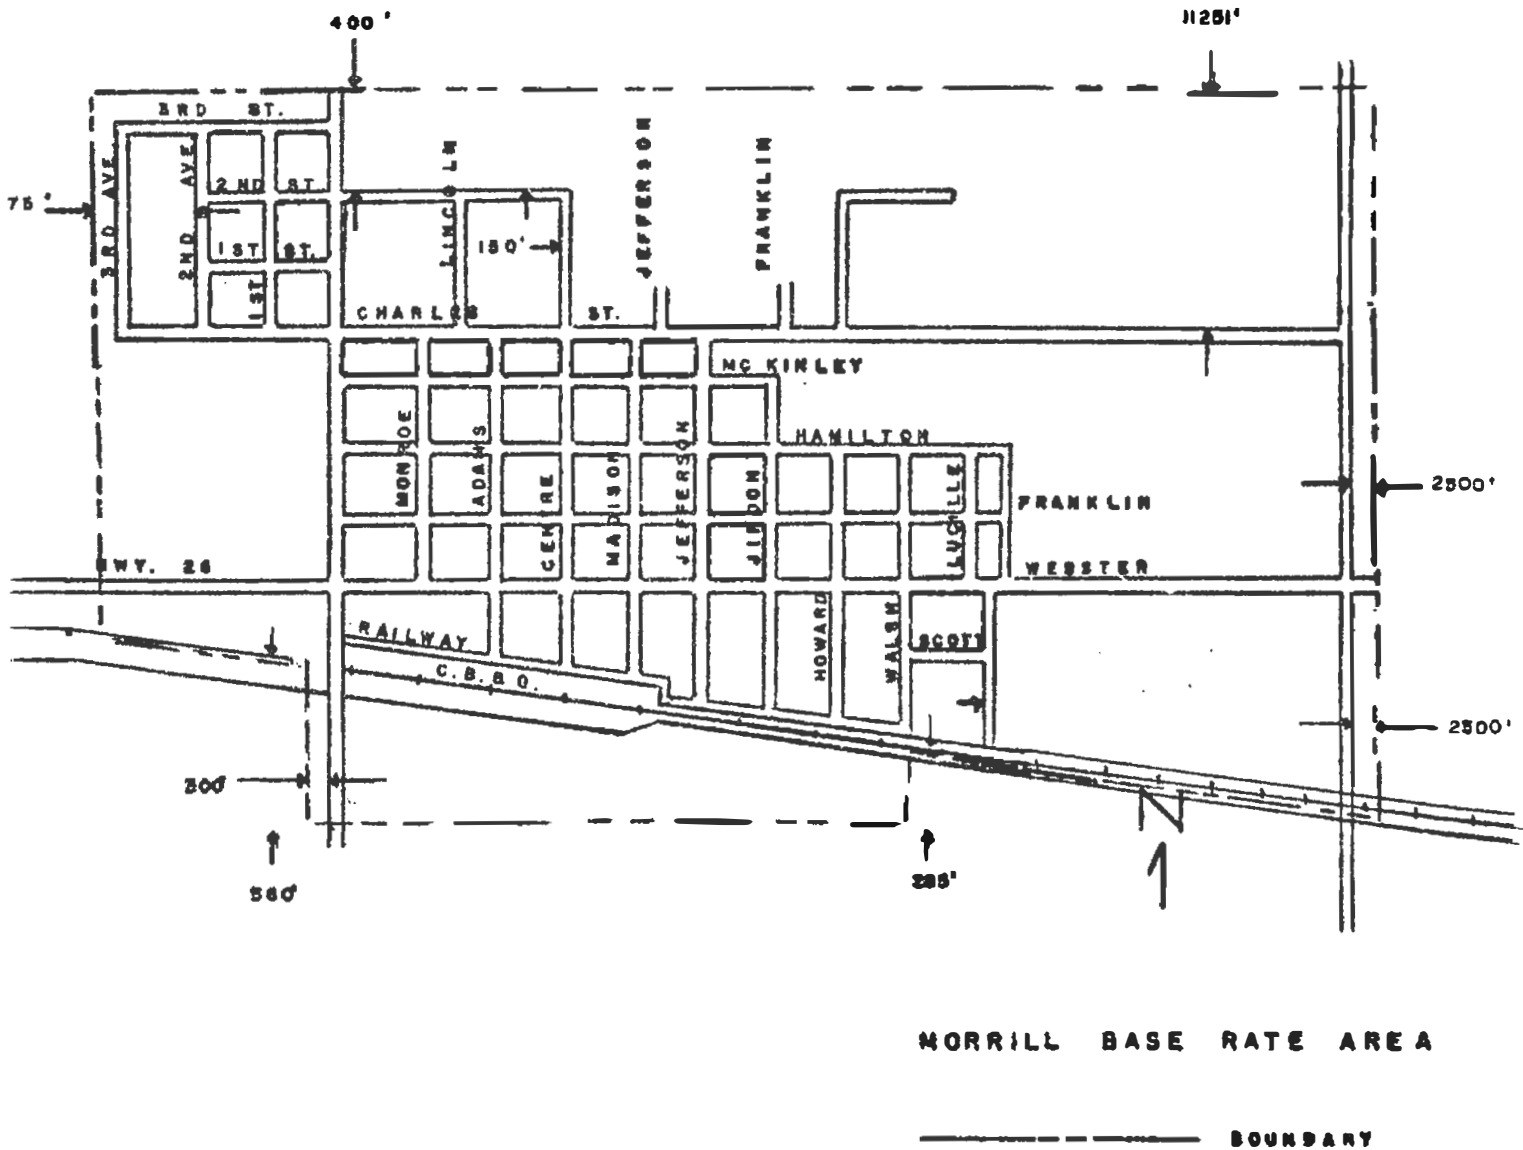 400'
11251'
3RD ST.
3RD AVE
2ND AVE
2ND ST.
1ST ST.
1ST
75'
LINCOLN
150'
JEFFERSON
FRANKLIN
CHARLES ST.
MC KINLEY
HAMILTON
MONROE
ADAMS
CENTRE
MADISON
JEFFERSON
LUCILLE
FRANKLIN
2500'
HWY. 26
WEBSTER
RAILWAY
C.B.&Q.
HOWARD
WALSH
SCOTT
2500'
300'
N
MORRILL BASE RATE AREA
BOUNDARY